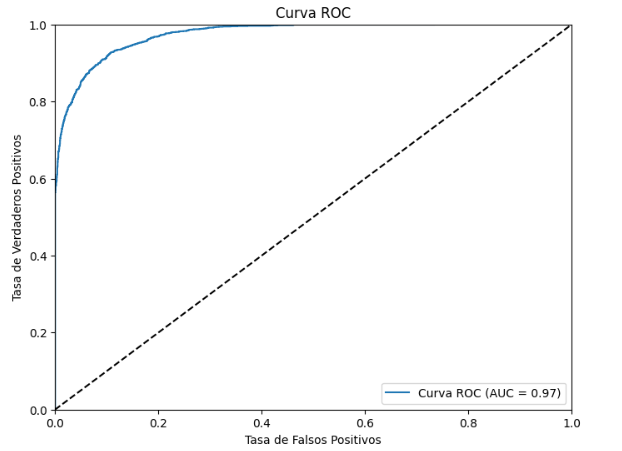 Curva ROC
1.0
0.8
0.6
0.4
0.2
0.0
Tasa de Verdaderos Positivos
Curva ROC (AUC = 0.97)
0.0 0.2 0.4 0.6 0.8 1.0
Tasa de Falsos Positivos